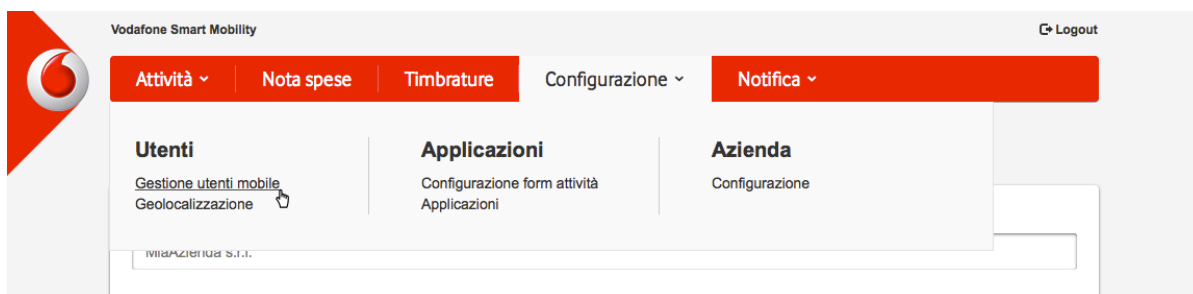 Vodafone Smart Mobility
Logout
Attività
Nota spese
Timbrature
Configurazione
Notifica
Utenti
Gestione utenti mobile
Geolocalizzazione
Applicazioni
Configurazione form attività
Applicazioni
Azienda
Configurazione
MiaAzienda s.r.l.